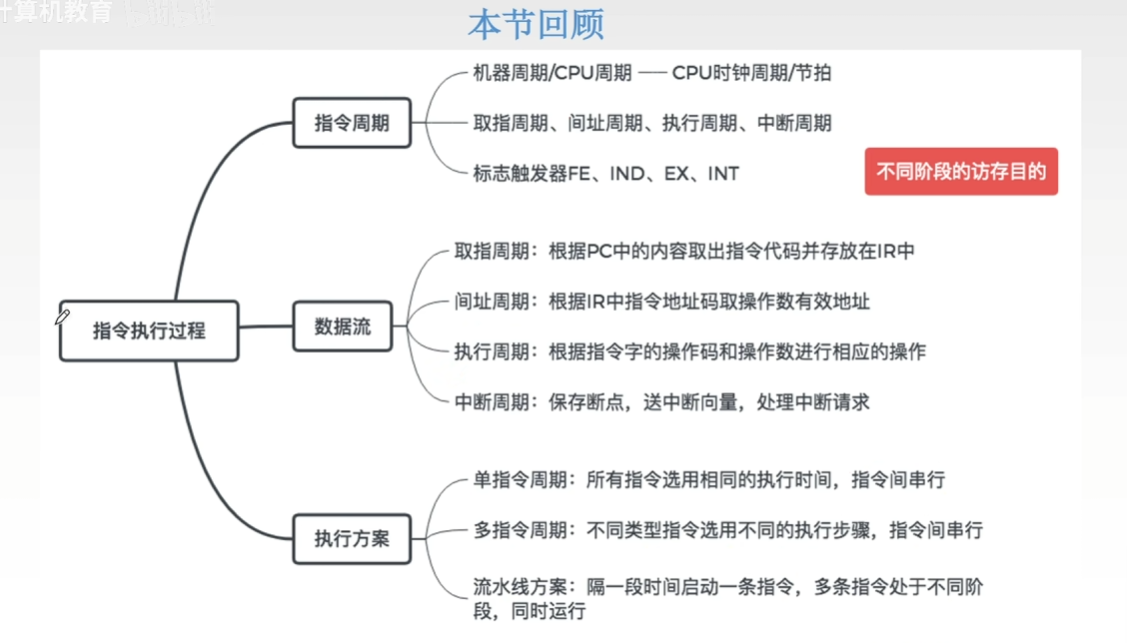 计算机教育
本节回顾
机器周期/CPU周期 —— CPU时钟周期/节拍
指令周期
取指周期、间址周期、执行周期、中断周期
标志触发器FE、IND、EX、INT
不同阶段的访存目的
取指周期：根据PC中的内容取出指令代码并存放在IR中
间址周期：根据IR中指令地址码取操作数有效地址
指令执行过程
数据流
执行周期：根据指令字的操作码和操作数进行相应的操作
中断周期：保存断点，送中断向量，处理中断请求
单指令周期：所有指令选用相同的执行时间，指令间串行
执行方案
多指令周期：不同类型指令选用不同的执行步骤，指令间串行
流水线方案：隔一段时间启动一条指令，多条指令处于不同阶
段，同时运行